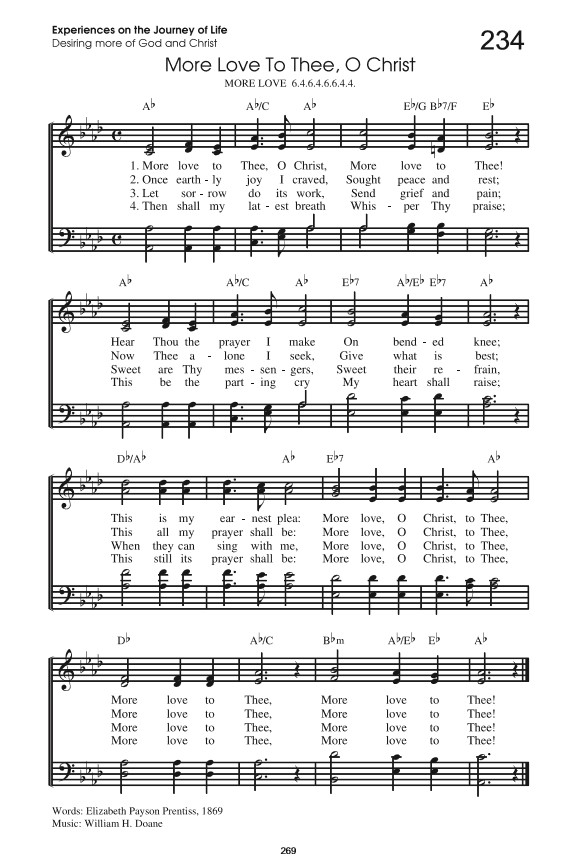 Experiences on the Journey of Life
Desiring more of God and Christ
234
More Love To Thee, O Christ
MORE LOVE 6.4.6.4.6.6.4.4.
A♭ A♭/C A♭ E♭/G B♭7/F E♭
1. More love to Thee, O Christ, More love to Thee!
2. Once earth - ly joy I craved, Sought peace and rest;
3. Let sor - row do its work, Send grief and pain;
4. Then shall my lat - est breath Whis - per Thy praise;
A♭ A♭/C A♭ E♭7 A♭/E♭ E♭7 A♭
Hear Thou the prayer I make On bend - ed knee;
Now Thee a - lone I seek, Give what is best;
Sweet are Thy mes - sen - gers, Sweet their re - frain,
This be the part - ing cry My heart shall raise;
D♭/A♭ A♭ E♭7 A♭
This is my ear - nest plea: More love, O Christ, to Thee,
This all my prayer shall be: More love, O Christ, to Thee,
When they can sing with me, More love, O Christ, to Thee,
This still its prayer shall be: More love, O Christ, to Thee,
D♭ A♭/C B♭m A♭/E♭ E♭ A♭
More love to Thee, More love to Thee!
More love to Thee, More love to Thee!
More love to Thee, More love to Thee!
More love to Thee, More love to Thee!
Words: Elizabeth Payson Prentiss, 1869
Music: William H. Doane
269